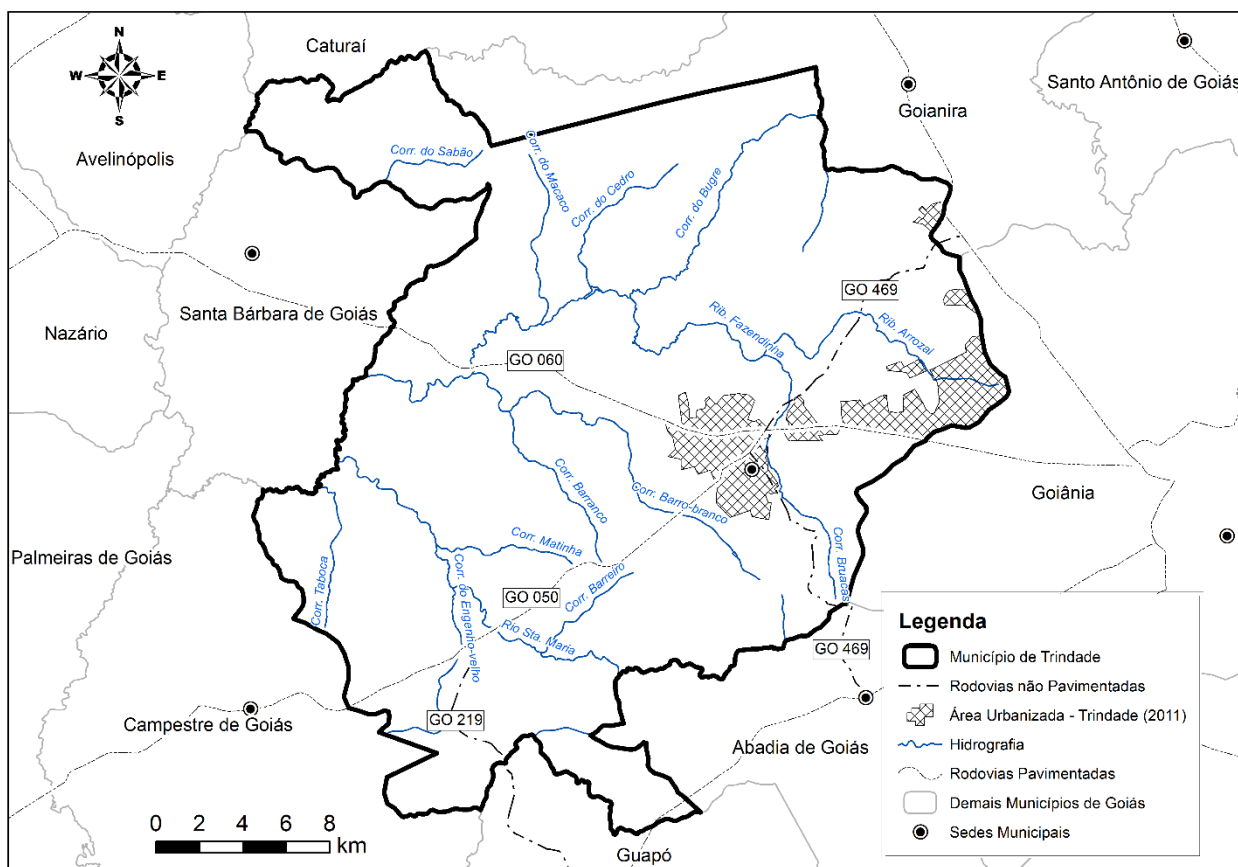 N
W E
S
Caturaí
Santo Antônio de Goiás
Goianira
Avelinópolis
Corr. do Sabão
Corr. do Macaco
Corr. do Cedro
Corr. do Bugre
GO 469
Santa Bárbara de Goiás
Nazário
Rib. Fazendinha
Rib. Arrozal
GO 060
Corr. Barranco
Corr. Barro-branco
Goiânia
Palmeiras de Goiás
Corr. Matinha
Corr. Taboca
Corr. do Engenho-velho
Corr. Barreiro
Corr. Bruacas
GO 050
Rio Sta. Maria
GO 469
Campestre de Goiás
GO 219
Abadia de Goiás
Guapó
0 2 4 6 8
km
Legenda
Município de Trindade
Rodovias não Pavimentadas
Área Urbanizada - Trindade (2011)
Hidrografia
Rodovias Pavimentadas
Demais Municípios de Goiás
Sedes Municipais